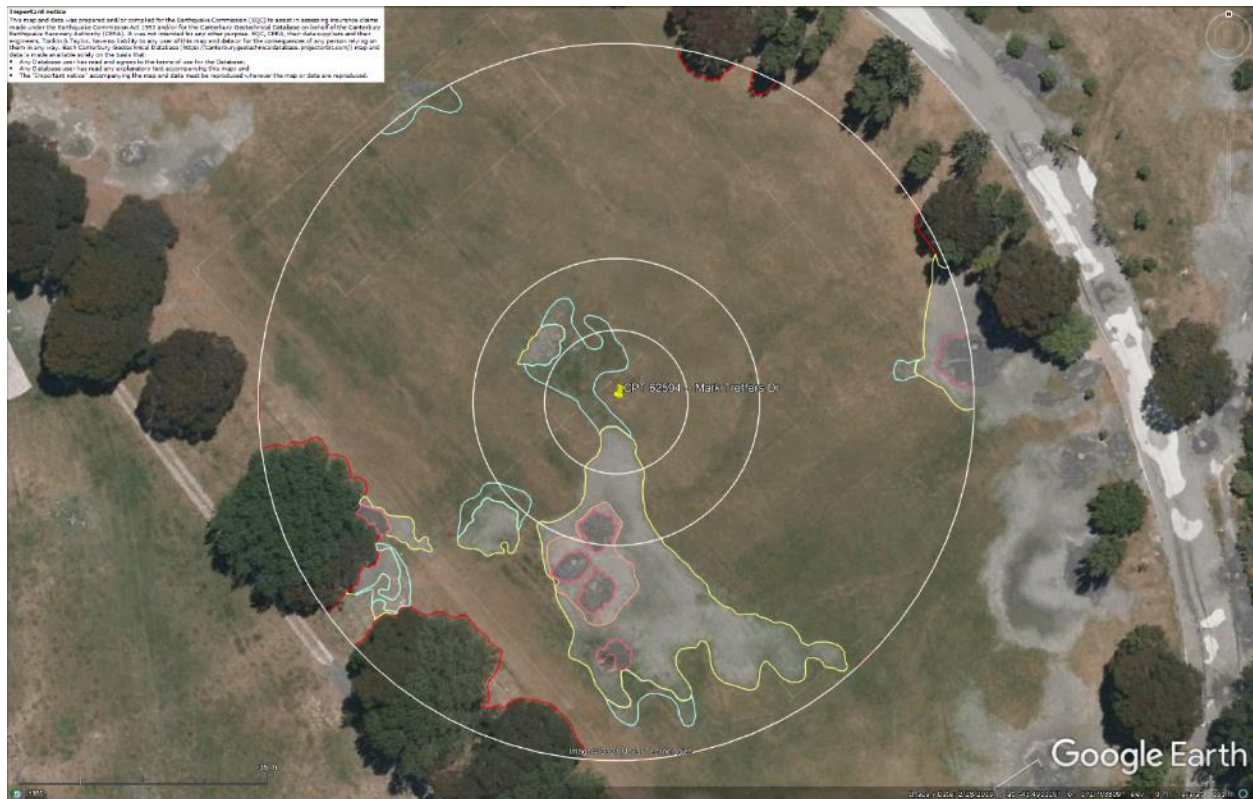 Important notice
This map and data was prepared and/or compiled for the Earthquake Commission (EQC) to assist in assessing insurance claims
made under the Earthquake Commission Act 1993 and/or for the Canterbury Geotechnical Database on behalf of the Canterbury
Earthquake Recovery Authority (CERA). It was not intended for any other purpose. EQC, CERA, their data suppliers and their
engineers, Tonkin & Taylor, have no liability to any user of this map and data or for the consequences of any person relying on
them in any way. Each Canterbury Geotechnical Database (https://canterburygeotechnicaldatabase.projectorbit.com/) map and
data is made available solely on the basis that:
• Any Database user has read and agrees to the terms of use for the Database;
• Any Database user has read any explanatory text accompanying this map; and
• The "Important notice" accompanying the map and data must be reproduced wherever the map or data are reproduced.
N
CPT 62594 - Mark Treffers Dr
Google Earth
1985